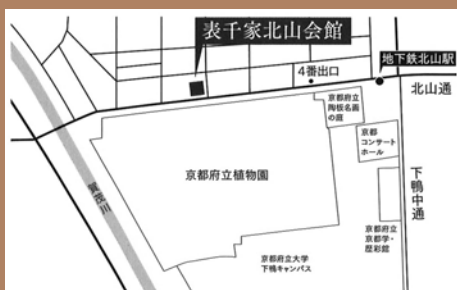 表千家北山会館
4番出口
地下鉄北山駅
北山通
京都府立
陶板名画
の庭
京都
コンサート
ホール
京都府立植物園
下鴨中通
賀茂川
京都府立
京都学・
歴彩館
京都府立大学
下鴨キャンパス